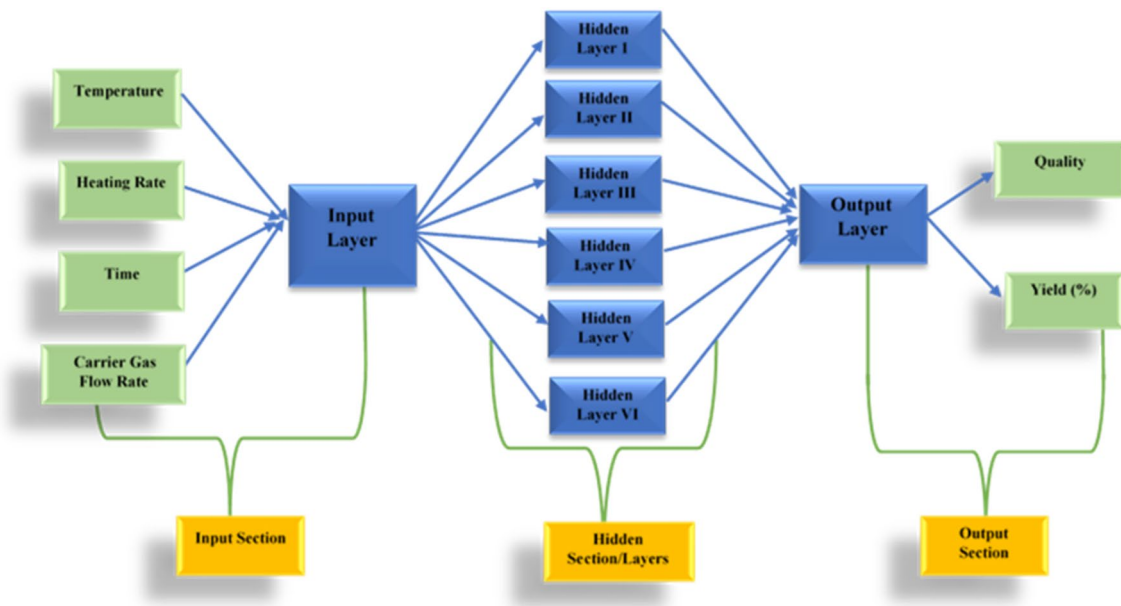 Temperature
Heating Rate
Time
Carrier Gas
Flow Rate
Input
Layer
Hidden
Layer I
Hidden
Layer II
Hidden
Layer III
Hidden
Layer IV
Hidden
Layer V
Hidden
Layer VI
Output
Layer
Quality
Yield (%)
Input Section
Hidden
Section/Layers
Output
Section